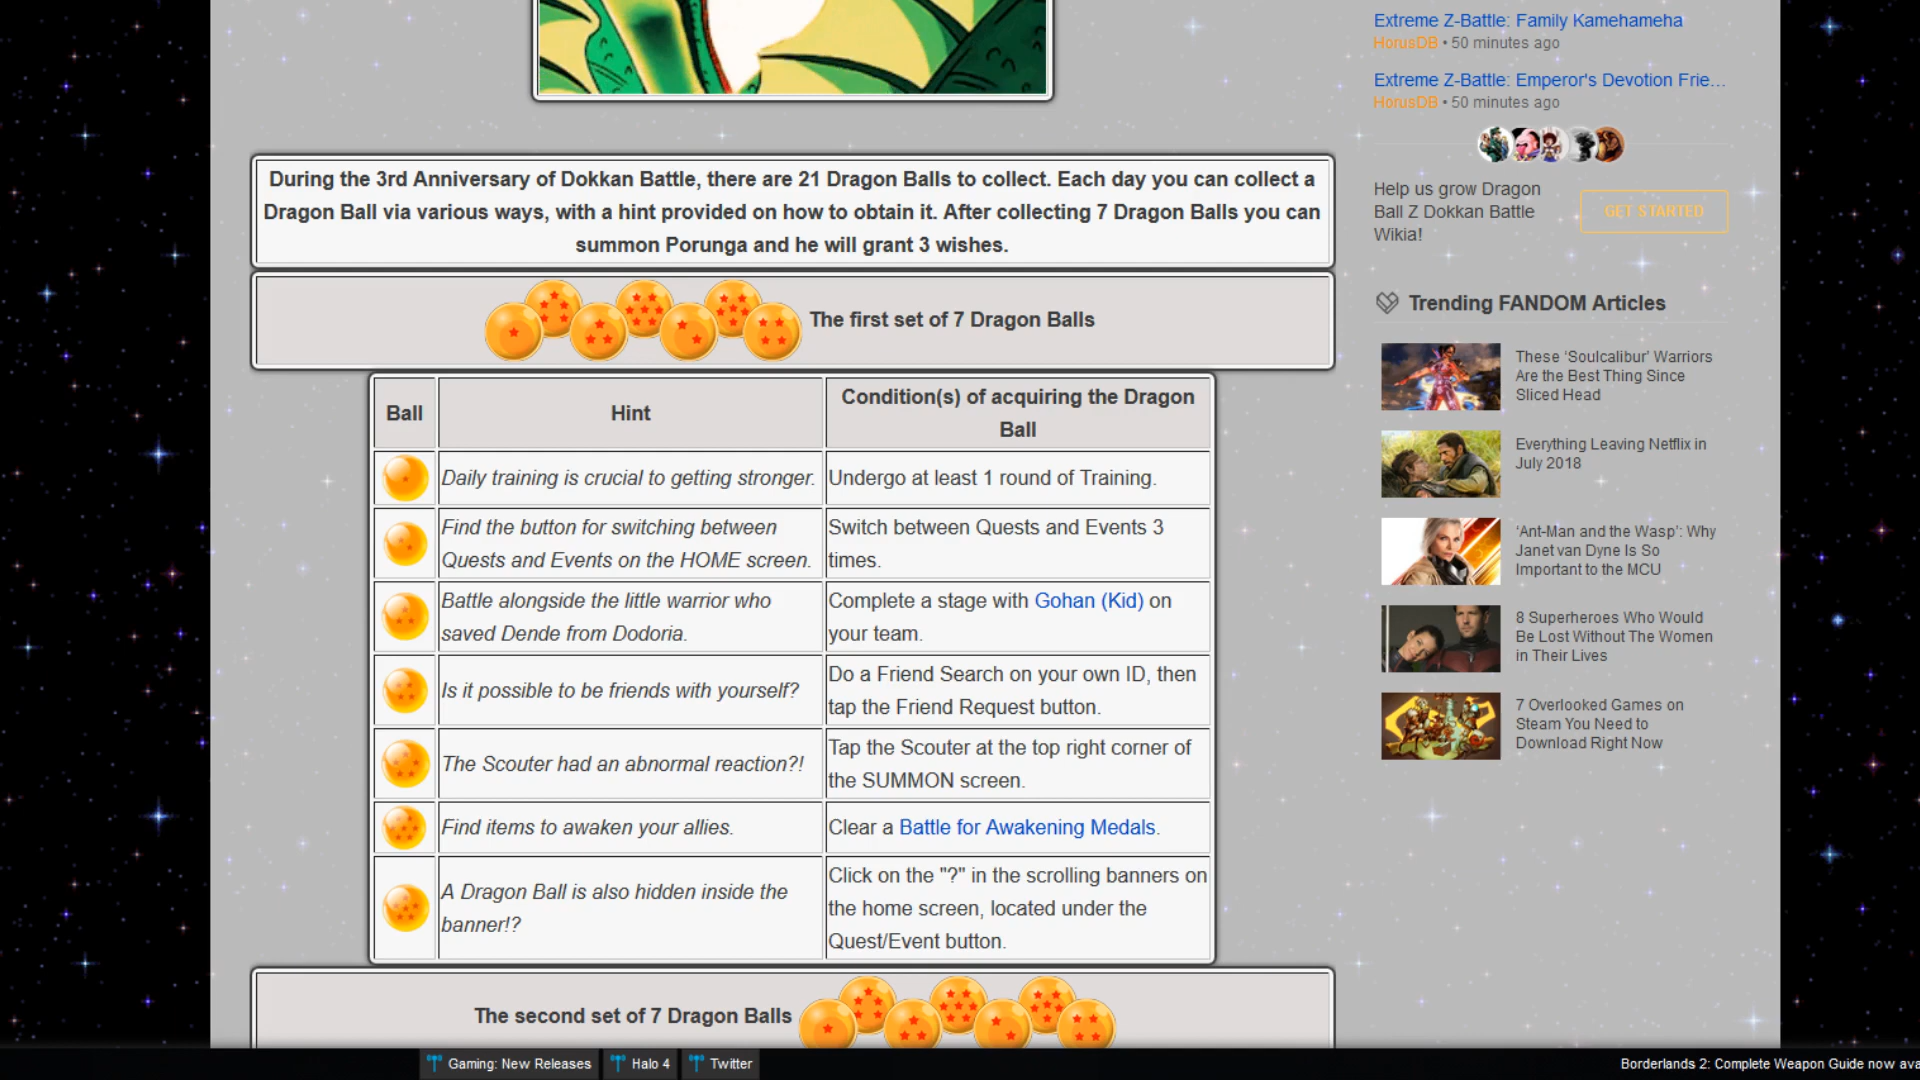 Extreme Z-Battle: Family Kamehameha
HorusDB • 50 minutes ago
Extreme Z-Battle: Emperor's Devotion Frie...
HorusDB • 50 minutes ago
Help us grow Dragon
Ball Z Dokkan Battle
Wikia!
GET STARTED
During the 3rd Anniversary of Dokkan Battle, there are 21 Dragon Balls to collect. Each day you can collect a
Dragon Ball via various ways, with a hint provided on how to obtain it. After collecting 7 Dragon Balls you can
summon Porunga and he will grant 3 wishes.
The first set of 7 Dragon Balls
Ball
Hint
Condition(s) of acquiring the Dragon
Ball
Daily training is crucial to getting stronger.
Undergo at least 1 round of Training.
Find the button for switching between
Quests and Events on the HOME screen.
Switch between Quests and Events 3
times.
Battle alongside the little warrior who
saved Dende from Dodoria.
Complete a stage with Gohan (Kid) on
your team.
Is it possible to be friends with yourself?
Do a Friend Search on your own ID, then
tap the Friend Request button.
The Scouter had an abnormal reaction?!
Tap the Scouter at the top right corner of
the SUMMON screen.
Find items to awaken your allies.
Clear a Battle for Awakening Medals.
A Dragon Ball is also hidden inside the
banner!?
Click on the "?" in the scrolling banners on
the home screen, located under the
Quest/Event button.
The second set of 7 Dragon Balls
Trending FANDOM Articles
These ‘Soulcalibur’ Warriors
Are the Best Thing Since
Sliced Head
Everything Leaving Netflix in
July 2018
‘Ant-Man and the Wasp’: Why
Janet van Dyne Is So
Important to the MCU
8 Superheroes Who Would
Be Lost Without The Women
in Their Lives
7 Overlooked Games on
Steam You Need to
Download Right Now
Gaming: New Releases
Halo 4
Twitter
Borderlands 2: Complete Weapon Guide now ava